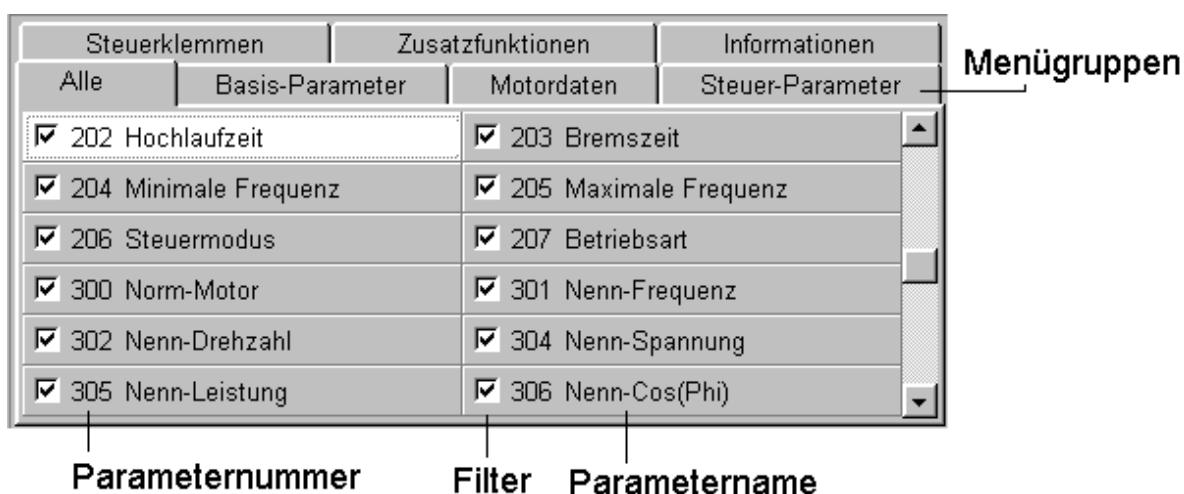 Steuerklemmen Zusatzfunktionen Informationen
Alle Basis-Parameter Motordaten Steuer-Parameter
Menügruppen
202 Hochlaufzeit 203 Bremszeit
204 Minimale Frequenz 205 Maximale Frequenz
206 Steuermodus 207 Betriebsart
300 Norm-Motor 301 Nenn-Frequenz
302 Nenn-Drehzahl 304 Nenn-Spannung
305 Nenn-Leistung 306 Nenn-Cos(Phi)
Parameternummer Filter Parametername